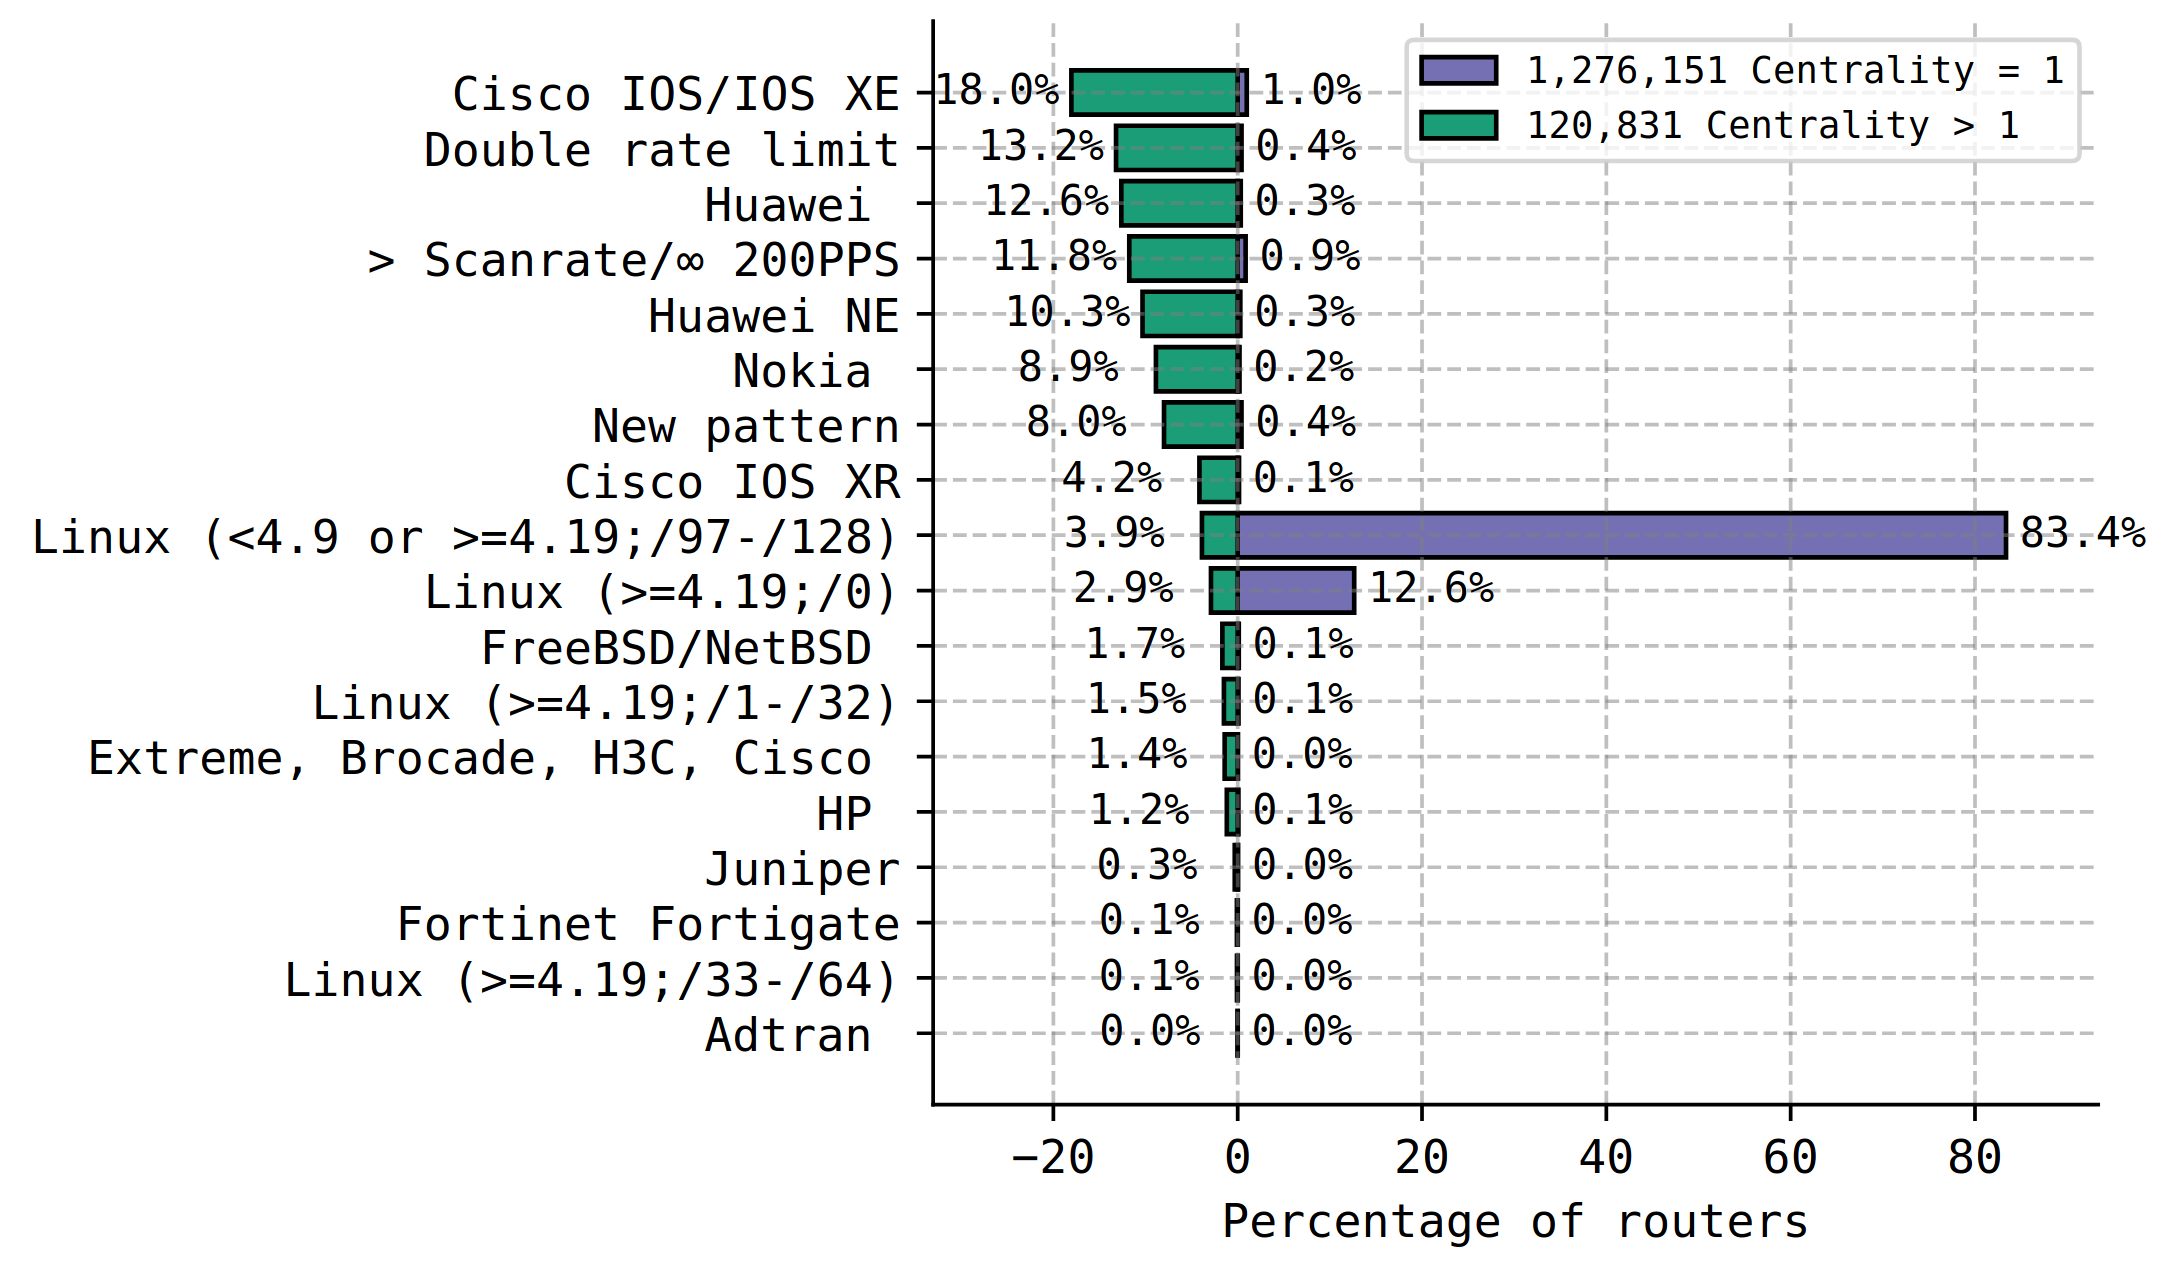 1,276,151 Centrality = 1
120,831 Centrality > 1
Cisco IOS/IOS XE 18.0% 1.0%
Double rate limit 13.2% 0.4%
Huawei 12.6% 0.3%
> Scanrate/∞ 200PPS 11.8% 0.9%
Huawei NE 10.3% 0.3%
Nokia 8.9% 0.2%
New pattern 8.0% 0.4%
Cisco IOS XR 4.2% 0.1%
Linux (<4.9 or >=4.19;/97-/128) 3.9% 83.4%
Linux (>=4.19;/0) 2.9% 12.6%
FreeBSD/NetBSD 1.7% 0.1%
Linux (>=4.19;/1-/32) 1.5% 0.1%
Extreme, Brocade, H3C, Cisco 1.4% 0.0%
HP 1.2% 0.1%
Juniper 0.3% 0.0%
Fortinet Fortigate 0.1% 0.0%
Linux (>=4.19;/33-/64) 0.1% 0.0%
Adtran 0.0% 0.0%
−20 0 20 40 60 80
Percentage of routers